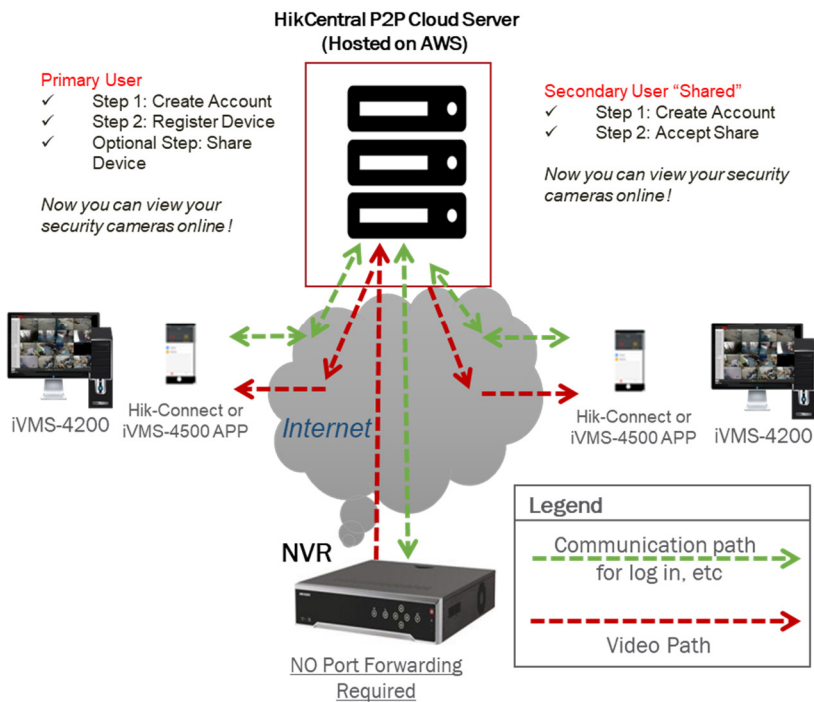 HikCentral P2P Cloud Server
(Hosted on AWS)
Primary User
✓ Step 1: Create Account
✓ Step 2: Register Device
✓ Optional Step: Share
Device
Now you can view your
security cameras online!
Secondary User “Shared”
✓ Step 1: Create Account
✓ Step 2: Accept Share
Now you can view your security
cameras online!
iVMS-4200
Hik-Connect or
iVMS-4500 APP
Internet
Hik-Connect or
iVMS-4500 APP
iVMS-4200
NVR
NO Port Forwarding
Required
Legend
Communication path
for log in, etc
Video Path